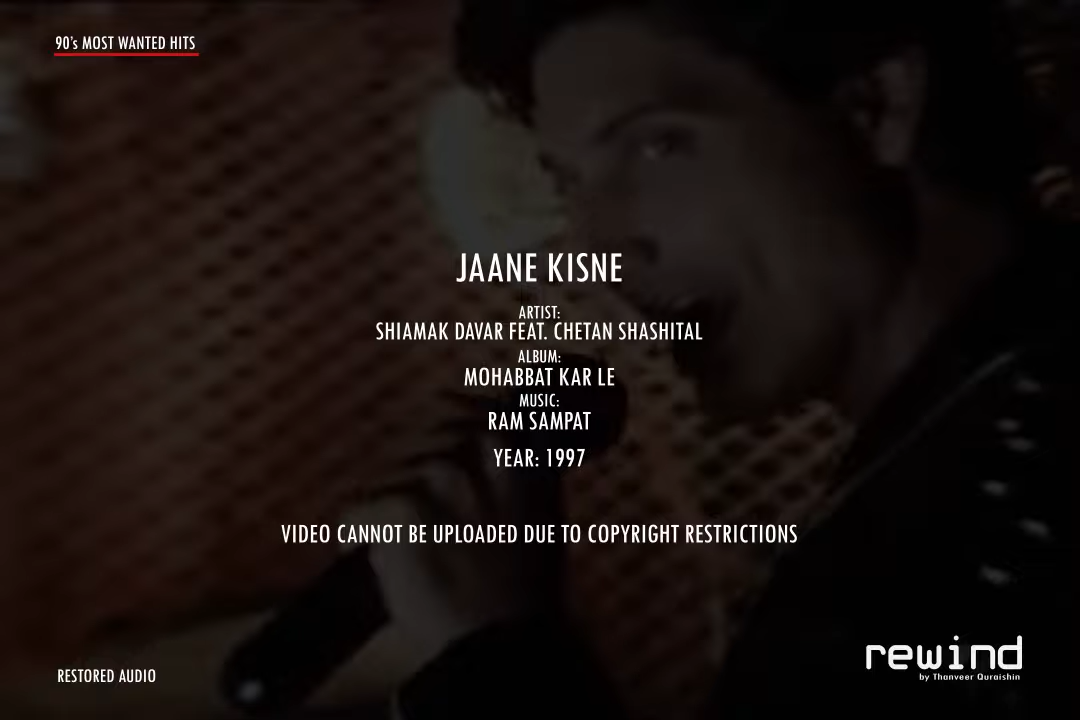 90's MOST WANTED HITS
JAANE KISNE
ARTIST:
SHIAMAK DAVAR FEAT. CHETAN SHASHITAL
ALBUM:
MOHABBAT KAR LE
MUSIC:
RAM SAMPAT
YEAR: 1997
VIDEO CANNOT BE UPLOADED DUE TO COPYRIGHT RESTRICTIONS
RESTORED AUDIO
rewind
by Thanveer Quraishin